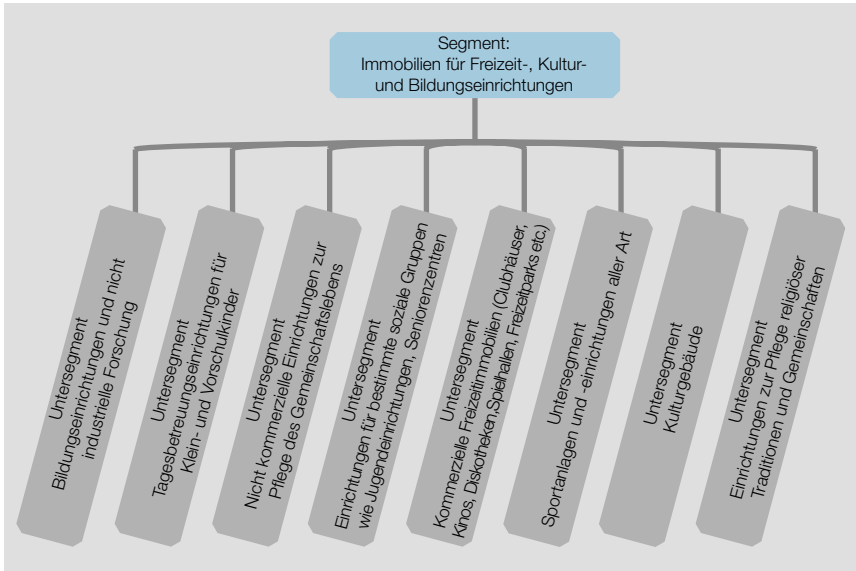 Segment:
Immobilien für Freizeit-, Kultur-
und Bildungseinrichtungen
Untersegment
Bildungseinrichtungen und nicht
industrielle Forschung
Untersegment
Tagesbetreuungseinrichtungen für
Klein- und Vorschulkinder
Untersegment
Nicht kommerzielle Einrichtungen zur
Pflege des Gemeinschaftslebens
Untersegment
Einrichtungen für bestimmte soziale Gruppen
wie Jugendeinrichtungen, Seniorenzentren
Untersegment
Kommerzielle Freizeitimmobilien (Clubhäuser,
Kinos, Diskotheken,Spielhallen, Freizeitparks etc.)
Untersegment
Sportanlagen und -einrichtungen aller Art
Untersegment
Kulturgebäude
Untersegment
Einrichtungen zur Pflege religiöser
Traditionen und Gemeinschaften